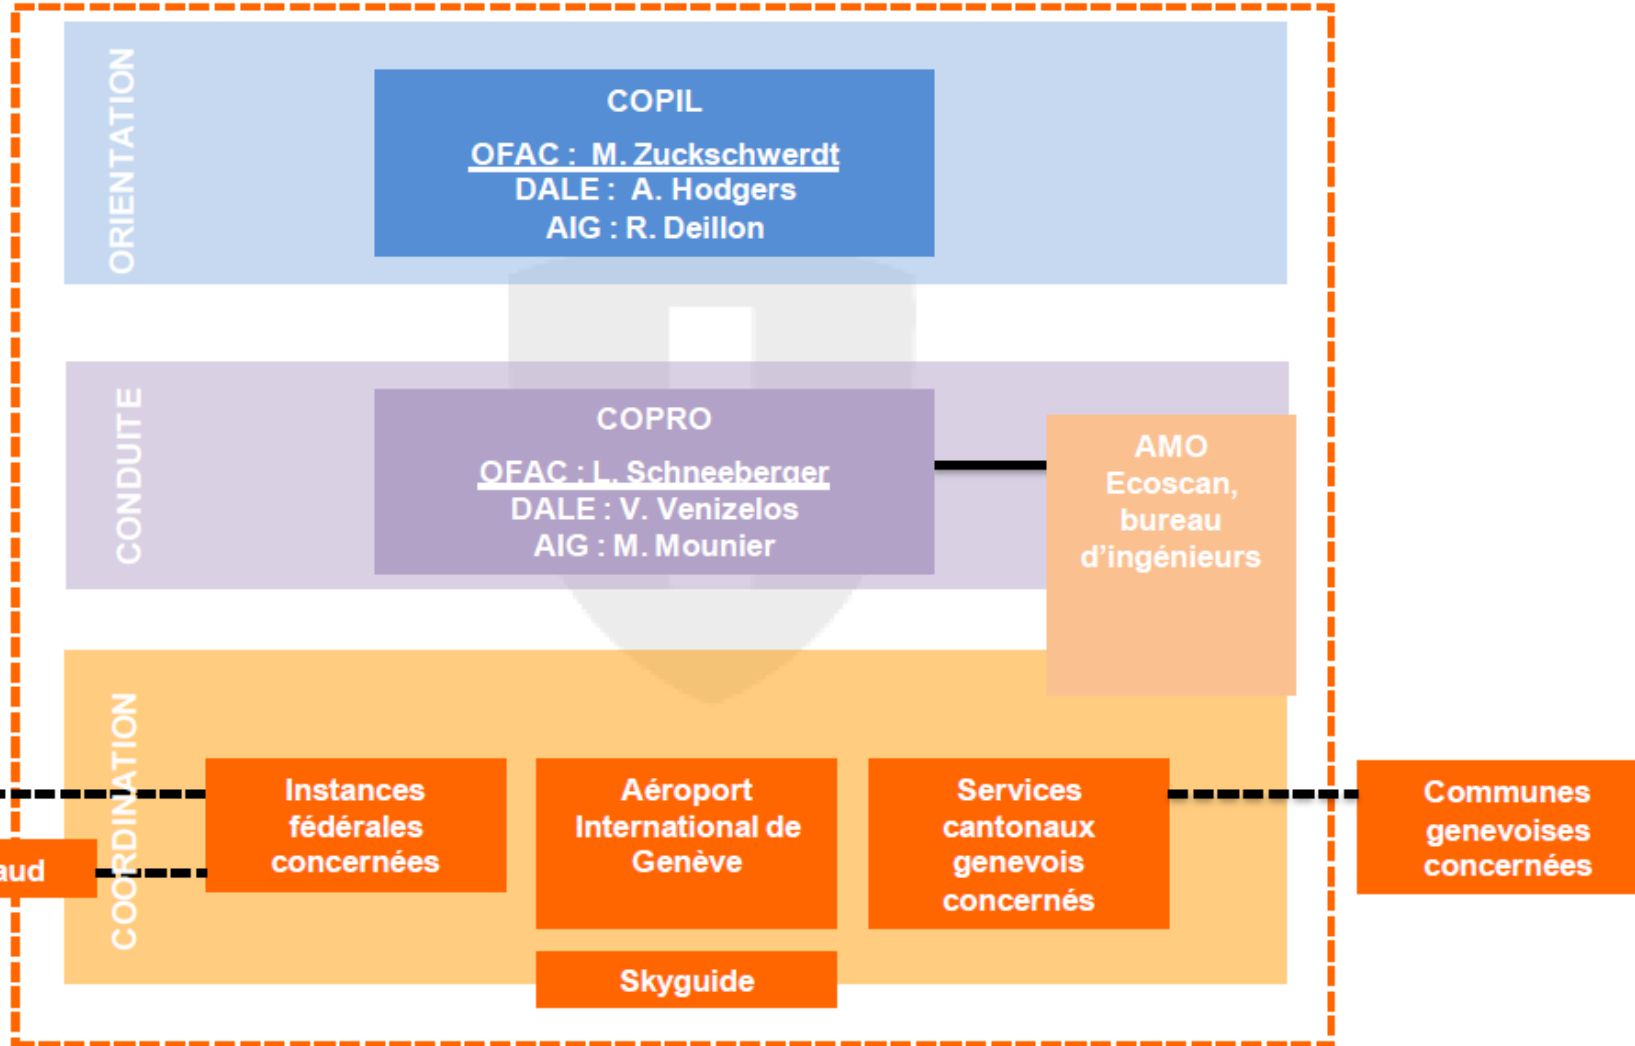 ORIENTATION
COPIL
OFAC : M. Zuckschwerdt
DALE : A. Hodgers
AIG : R. Deillon
CONDUITE
COPRO
OFAC : L. Schneeberger
DALE : V. Venizelos
AIG : M. Mounier
AMO
Ecoscan,
bureau
d'ingénieurs
COORDINATION
aud
Instances
fédérales
concernées
Aéroport
International de
Genève
Services
cantonaux
genevois
concernés
Communes
genevoises
concernées
Skyguide